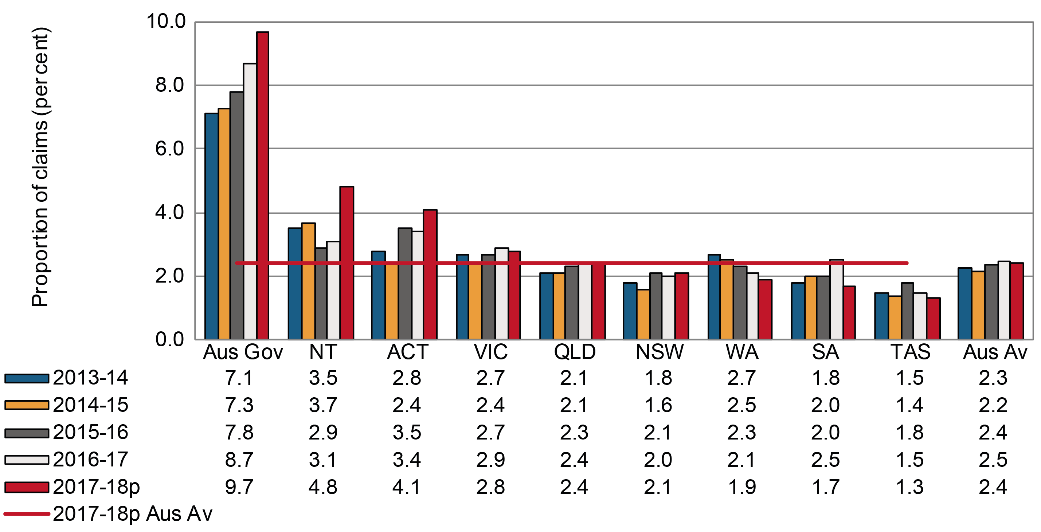 Proportion of claims (per cent)
10.0
8.0
6.0
4.0
2.0
0.0
Aus Gov NT ACT VIC QLD NSW WA SA TAS Aus Av
2013-14 7.1 3.5 2.8 2.7 2.1 1.8 2.7 1.8 1.5 2.3
2014-15 7.3 3.7 2.4 2.4 2.1 1.6 2.5 2.0 1.4 2.2
2015-16 7.8 2.9 3.5 2.7 2.3 2.1 2.3 2.0 1.8 2.4
2016-17 8.7 3.1 3.4 2.9 2.4 2.0 2.1 2.5 1.5 2.5
2017-18p 9.7 4.8 4.1 2.8 2.4 2.1 1.9 1.7 1.3 2.4
2017-18p Aus Av